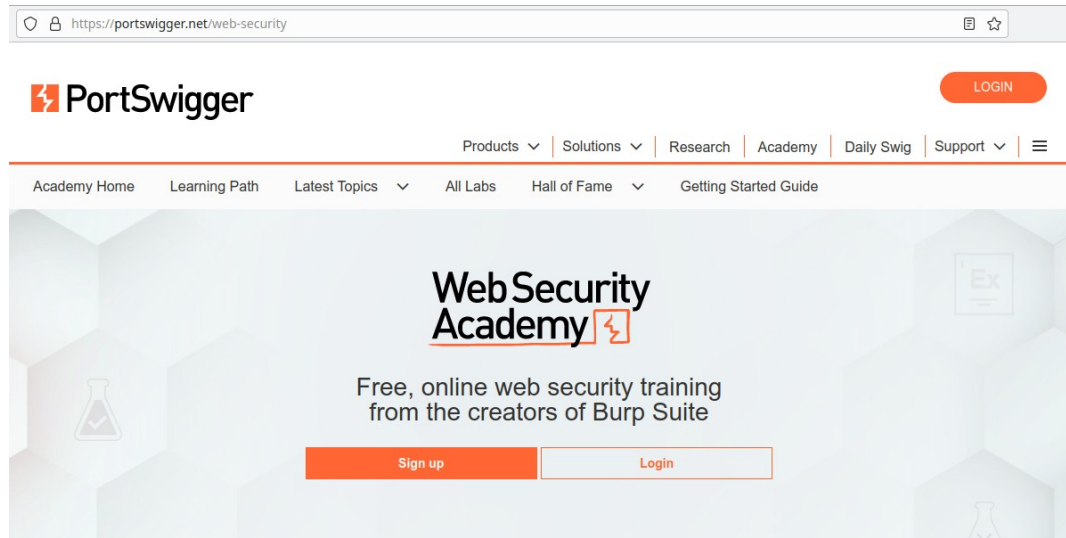 https://portswigger.net/web-security
PortSwigger
LOGIN
Products Solutions Research Academy Daily Swig Support
Academy Home Learning Path Latest Topics All Labs Hall of Fame Getting Started Guide
Web Security
Academy
Ex
Free, online web security training
from the creators of Burp Suite
Sign up Login